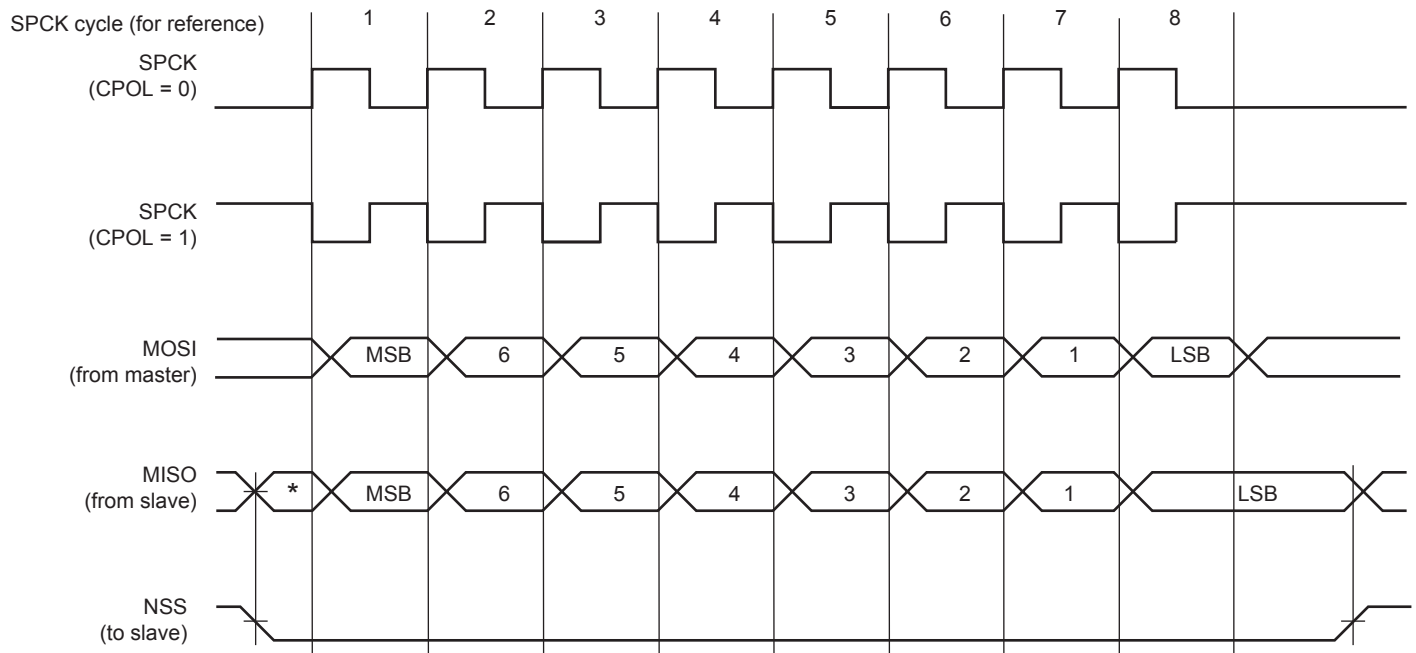 SPCK cycle (for reference) 1 2 3 4 5 6 7 8
SPCK
(CPOL = 0)
SPCK
(CPOL = 1)
MOSI
(from master)
MSB 6 5 4 3 2 1 LSB
MISO
(from slave)
* MSB 6 5 4 3 2 1 LSB
NSS
(to slave)